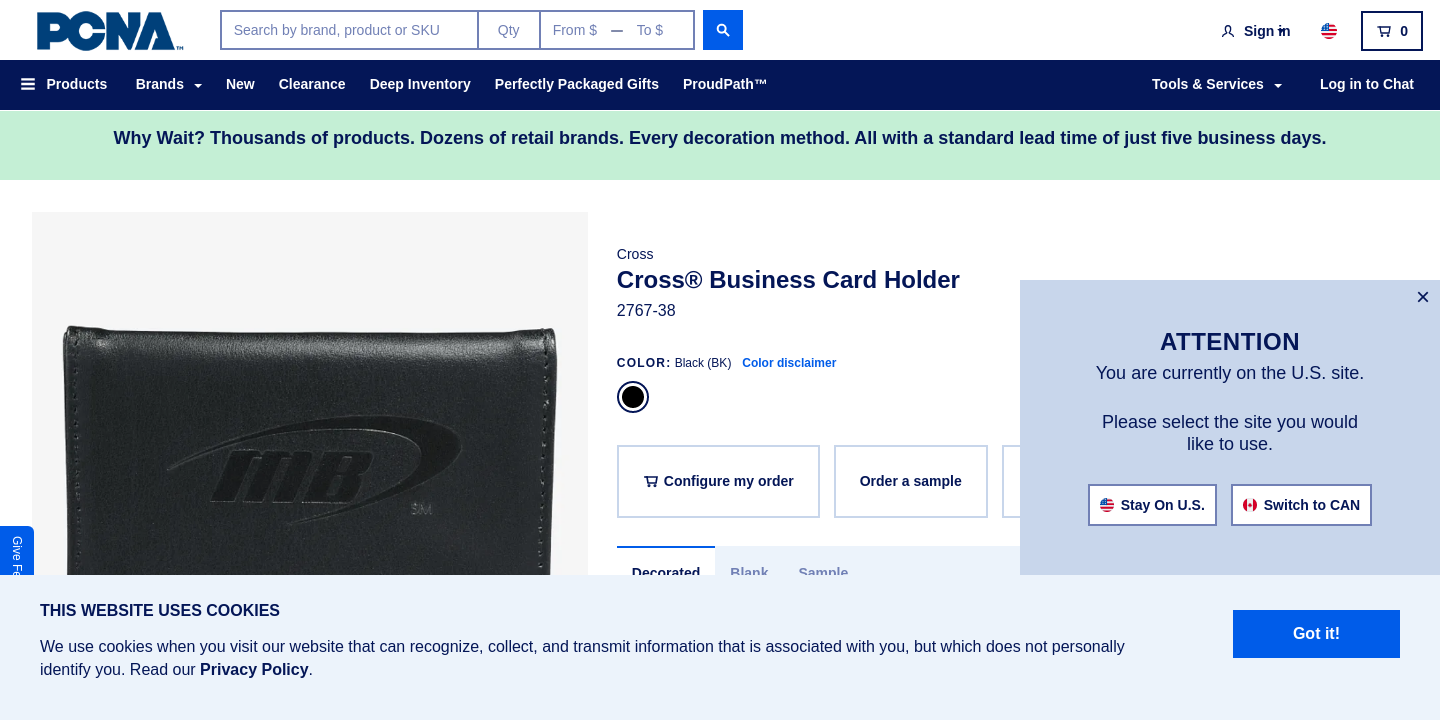 PCNA™
Search by brand, product or SKU
Qty
From $ — To $
Sign in
0
Products
Brands
New
Clearance
Deep Inventory
Perfectly Packaged Gifts
ProudPath™
Tools & Services
Log in to Chat
Why Wait? Thousands of products. Dozens of retail brands. Every decoration method. All with a standard lead time of just five business days.
Cross
Cross® Business Card Holder
2767-38
COLOR: Black (BK) Color disclaimer
Configure my order
Order a sample
MB
SM
Decorated
Blank
Sample
Give Fe
×
ATTENTION
You are currently on the U.S. site.
Please select the site you would
like to use.
Stay On U.S.
Switch to CAN
THIS WEBSITE USES COOKIES
We use cookies when you visit our website that can recognize, collect, and transmit information that is associated with you, but which does not personally
identify you. Read our Privacy Policy.
Got it!